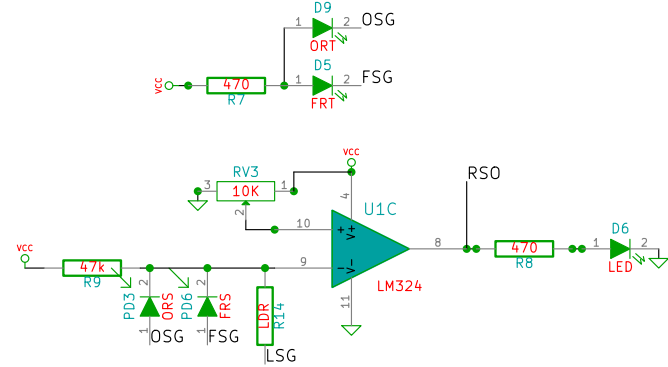 D9
1 2 OSG
ORT
D5
VCC 470 1 2 FSG
R7 FRT
VCC
RV3
3 10K 1
4
2
RSO
U1C
10 + V+
D6
VCC
8 470 1 2
47k 9 - V-
R8 LED
R9
LM324
2 2
PD3 ORS PD6 FRS LDR R14
11
1 1
OSG FSG
LSG